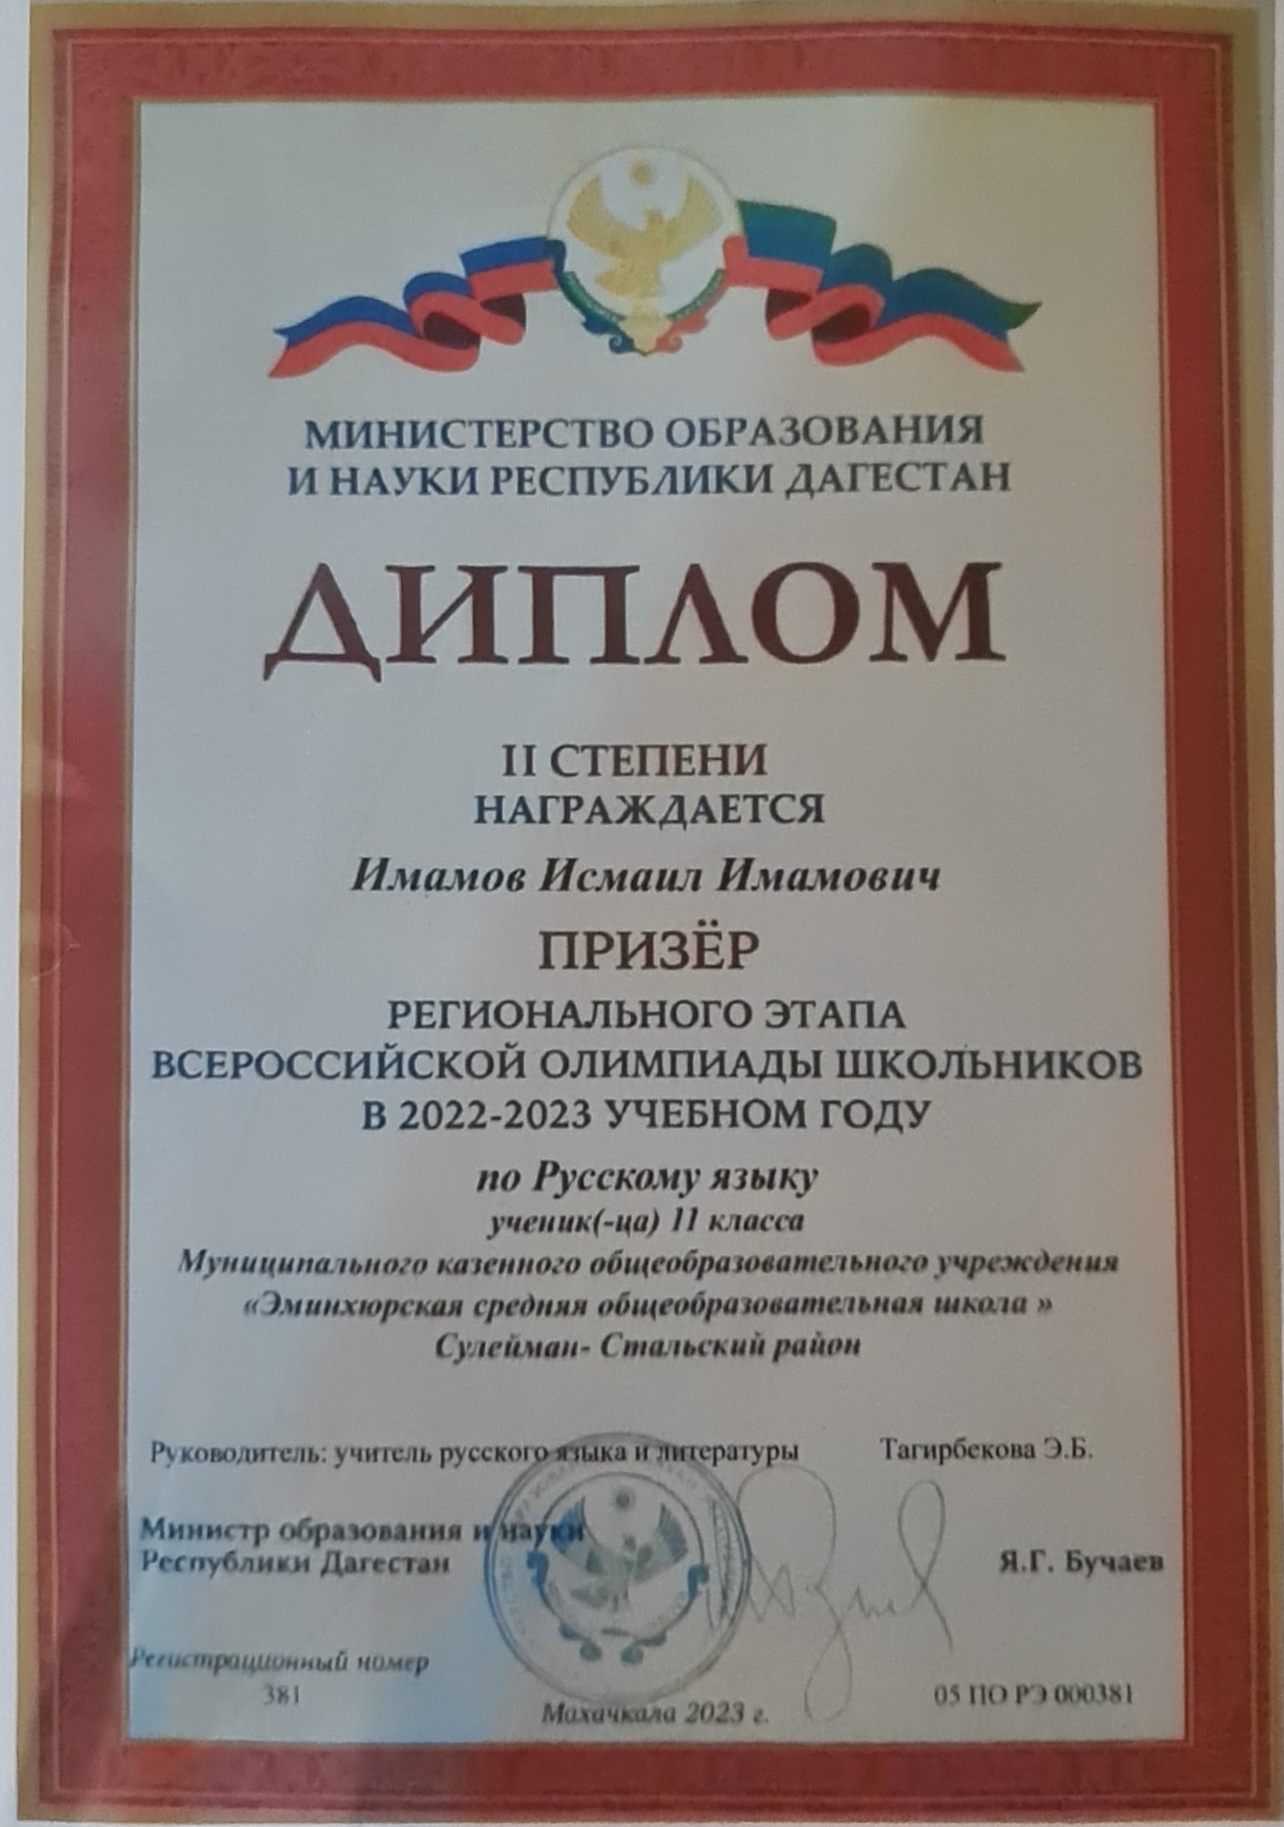 МИНИСТЕРСТВО ОБРАЗОВАНИЯ
И НАУКИ РЕСПУБЛИКИ ДАГЕСТАН
ДИПЛОМ
II СТЕПЕНИ
НАГРАЖДАЕТСЯ
Имамов Исмаил Имамович
ПРИЗЁР
РЕГИОНАЛЬНОГО ЭТАПА
ВСЕРОССИЙСКОЙ ОЛИМПИАДЫ ШКОЛЬНИКОВ
В 2022-2023 УЧЕБНОМ ГОДУ
по Русскому языку
ученик(-ца) 11 класса
Муниципального казенного общеобразовательного учреждения
«Эминхюрская средняя общеобразовательная школа »
Сулейман- Стальский район
Руководитель: учитель русского языка и литературы Тагирбекова Э.Б.
Министр образования и науки
Республики Дагестан Я.Г. Бучаев
Регистрационный номер
381 05 ПО РЭ 000381
Махачкала 2023 г.